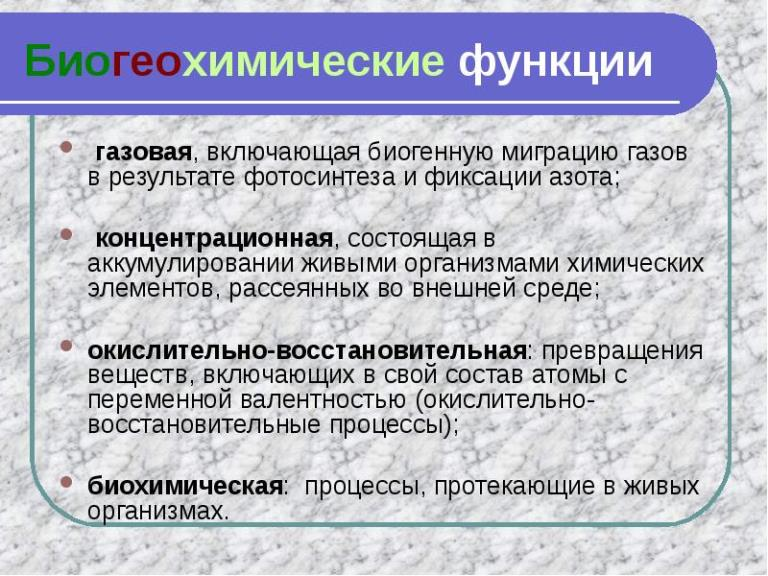 Биогеохимические функции
газовая, включающая биогенную миграцию газов
в результате фотосинтеза и фиксации азота;
концентрационная, состоящая в
аккумулировании живыми организмами химических
элементов, рассеянных во внешней среде;
окислительно-восстановительная: превращения
веществ, включающих в свой состав атомы с
переменной валентностью (окислительно-
восстановительные процессы);
биохимическая: процессы, протекающие в живых
организмах.